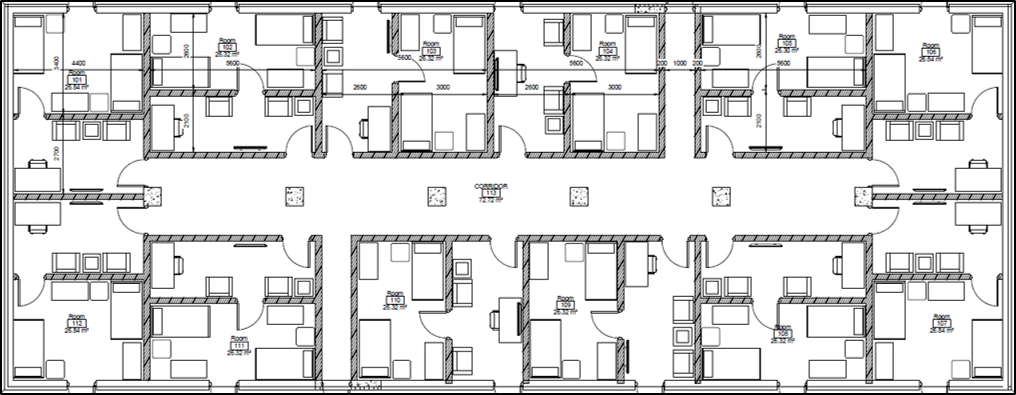 Room
102
26.32 m²
2600
5600
2100
Room
103
26.32 m²
5600
2600
3000
Room
104
26.32 m²
5600
2600
3000
200
1000
200
Room
105
26.30 m²
2600
5600
2100
Room
106
26.84 m²
3400
4400
Room
101
26.84 m²
2750
CORRIDOR
113
72.72 m²
Room
112
26.84 m²
Room
111
26.32 m²
Room
110
26.32 m²
Room
109
26.32 m²
Room
108
26.32 m²
Room
107
26.84 m²